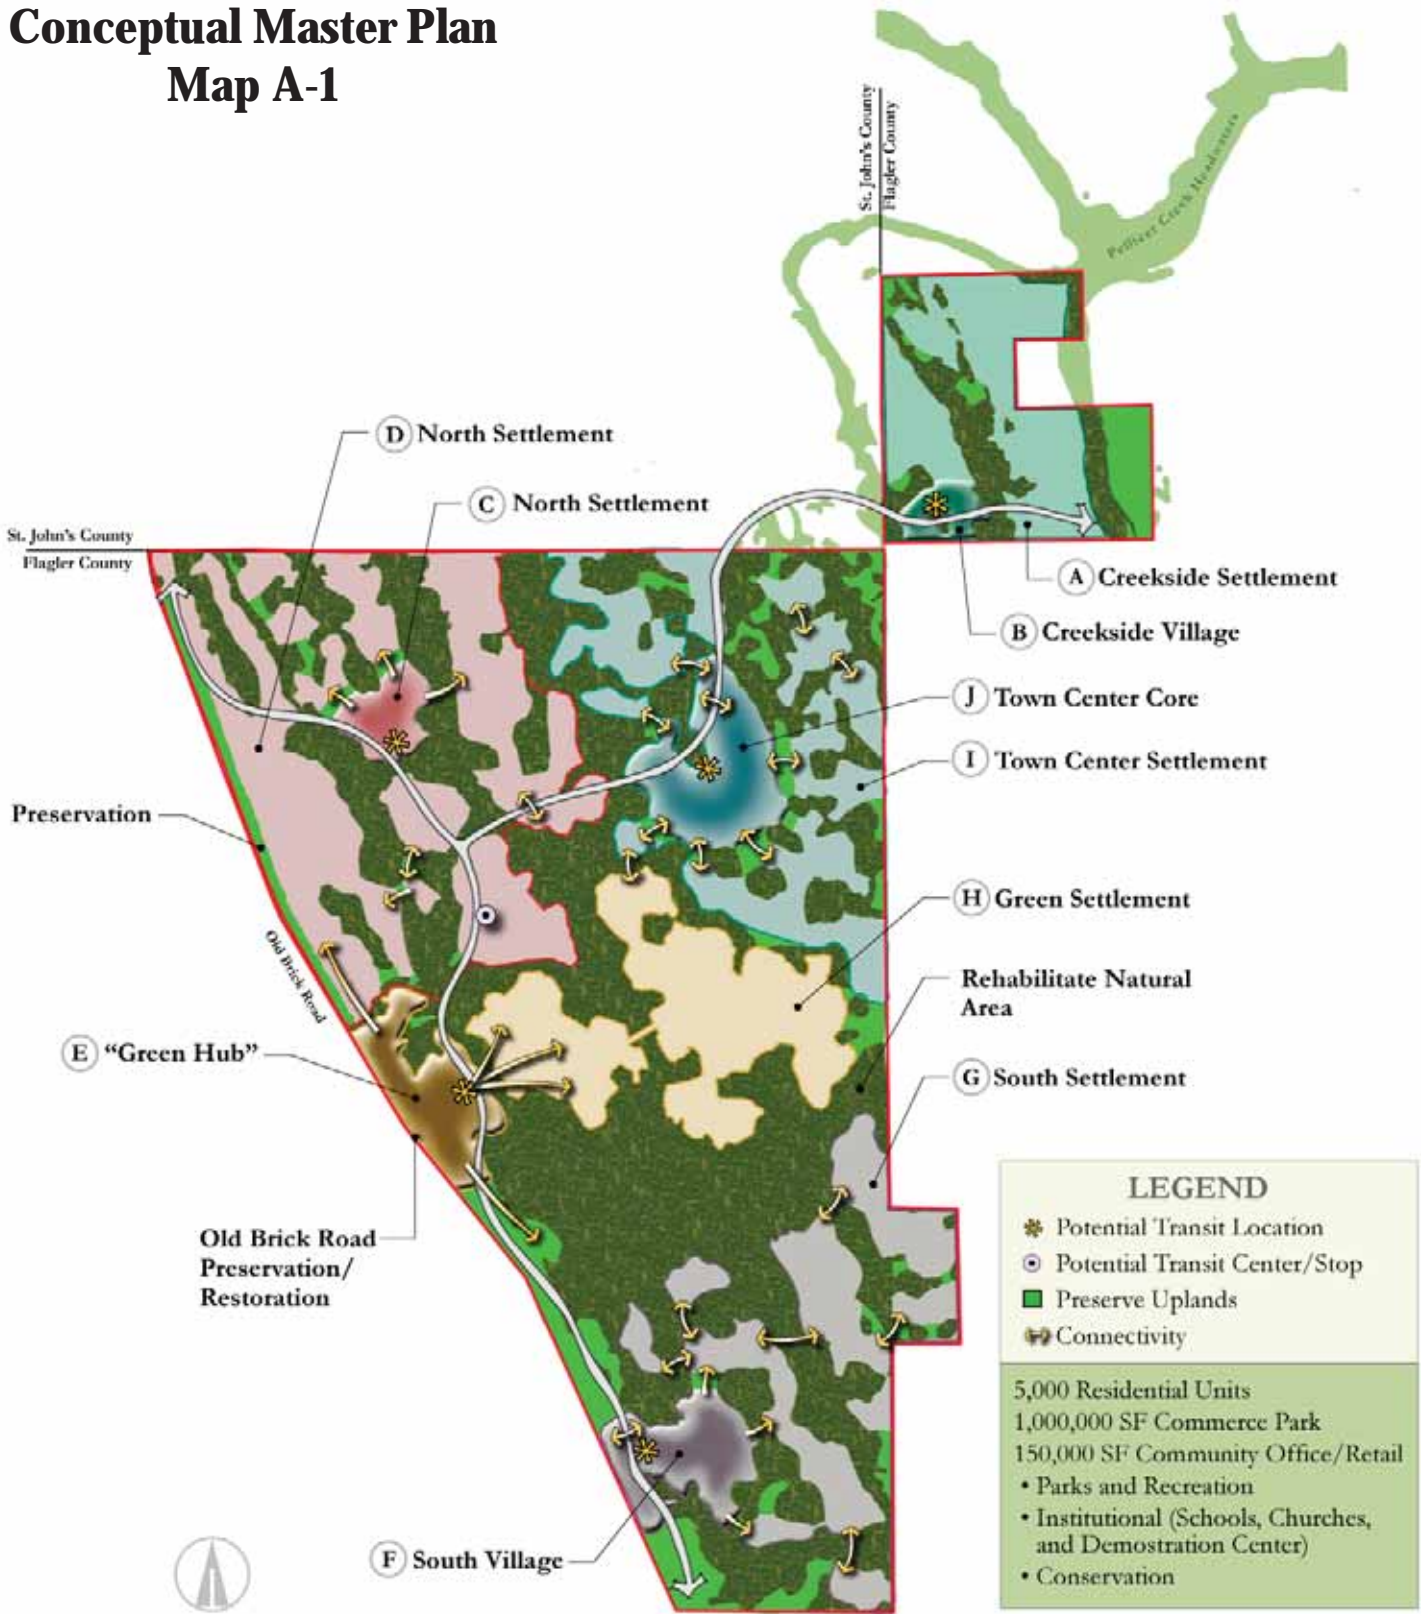 Conceptual Master Plan
Map A-1
St. John's County
Flagler County
Pellicer Creek Headwaters
D North Settlement
C North Settlement
St. John's County
Flagler County
A Creekside Settlement
B Creekside Village
J Town Center Core
I Town Center Settlement
Preservation
H Green Settlement
Old Brick Road
Rehabilitate Natural
Area
E “Green Hub”
G South Settlement
Old Brick Road
Preservation/
Restoration
F South Village
LEGEND
Potential Transit Location
Potential Transit Center/Stop
Preserve Uplands
Connectivity
5,000 Residential Units
1,000,000 SF Commerce Park
150,000 SF Community Office/Retail
• Parks and Recreation
• Institutional (Schools, Churches,
and Demostration Center)
• Conservation